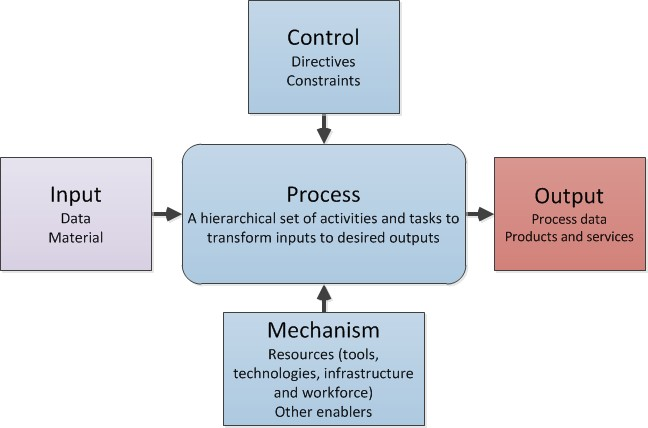 Control
Directives
Constraints
Input
Data
Material
Process
A hierarchical set of activities and tasks to
transform inputs to desired outputs
Output
Process data
Products and services
Mechanism
Resources (tools,
technologies, infrastructure
and workforce)
Other enablers